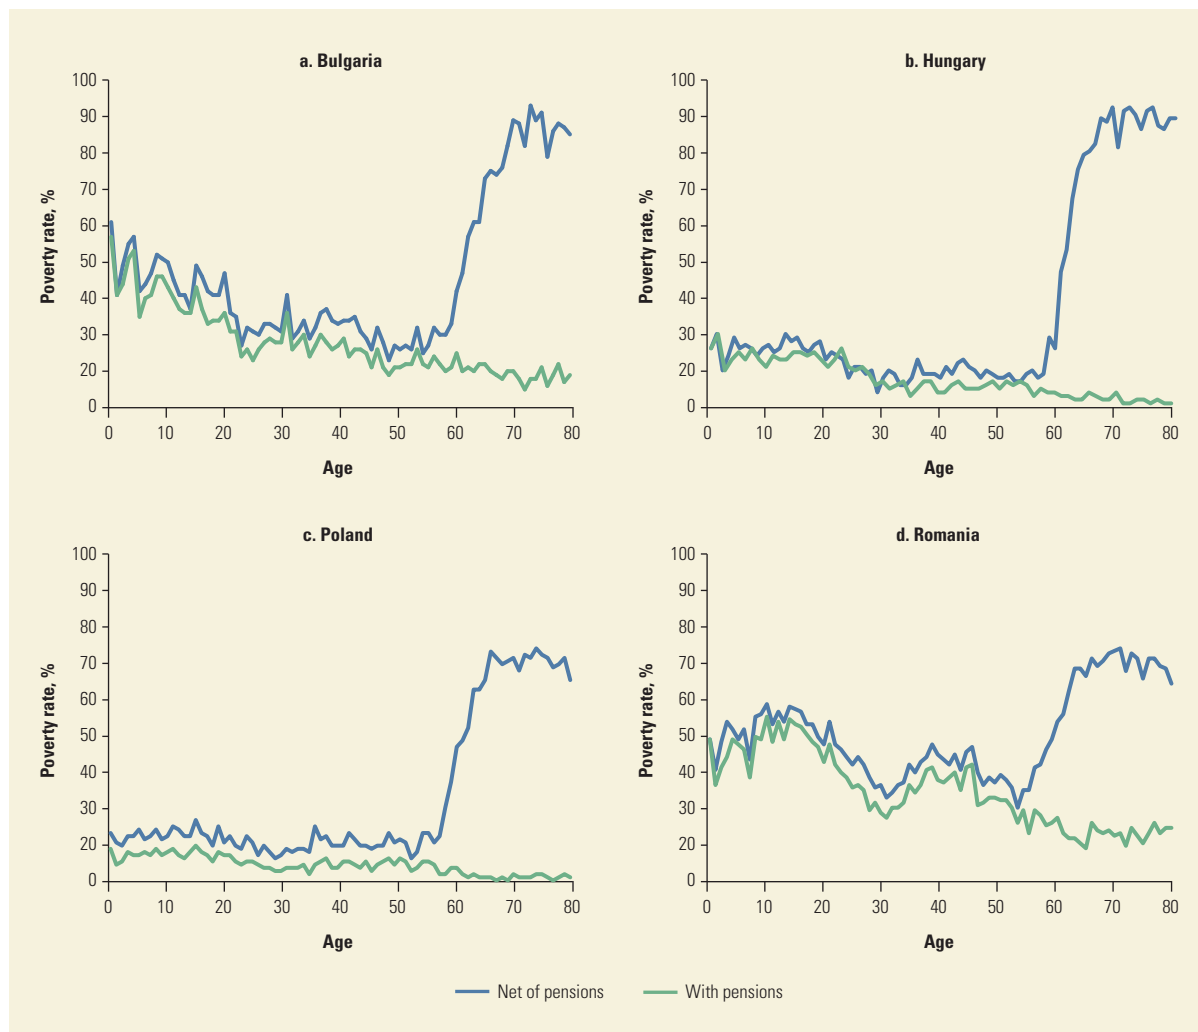 a. Bulgaria
100
90
80
70
60
50
40
30
20
10
0
Poverty rate, %
0 10 20 30 40 50 60 70 80
Age
b. Hungary
100
90
80
70
60
50
40
30
20
10
0
Poverty rate, %
0 10 20 30 40 50 60 70 80
Age
c. Poland
100
90
80
70
60
50
40
30
20
10
0
Poverty rate, %
0 10 20 30 40 50 60 70 80
Age
d. Romania
100
90
80
70
60
50
40
30
20
10
0
Poverty rate, %
0 10 20 30 40 50 60 70 80
Age
Net of pensions With pensions